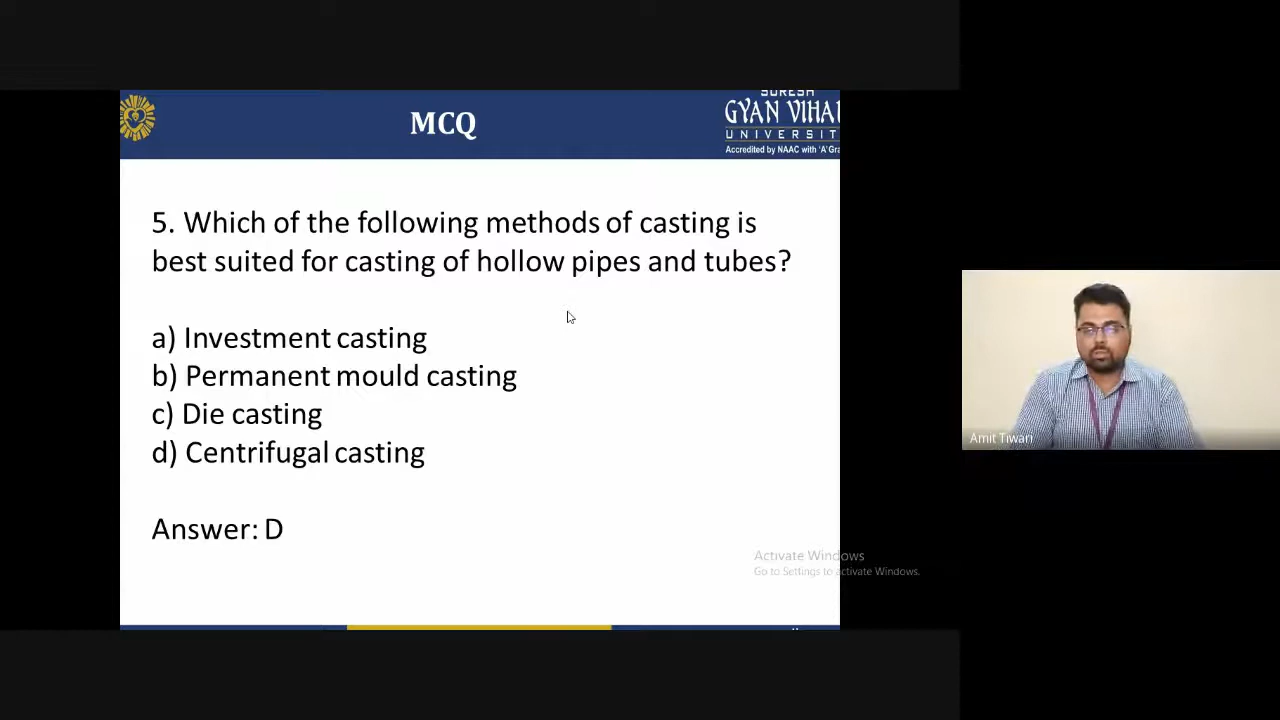 MCQ
SURESH
GYAN VIHAR
UNIVERSIT
Accredited by NAAC with 'A' Gra
5. Which of the following methods of casting is
best suited for casting of hollow pipes and tubes?
a) Investment casting
b) Permanent mould casting
c) Die casting
d) Centrifugal casting
Answer: D
Amit Tiwari
Activate Windows
Go to Settings to activate Windows.